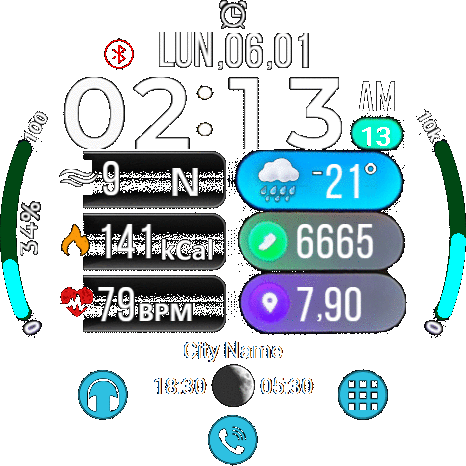 LUN,06,01
02:13 AM
13
100
10k
9 N
-21°
34%
141 kCal
6665
79 BPM
7,90
0
0
City Name
18:30
05:30